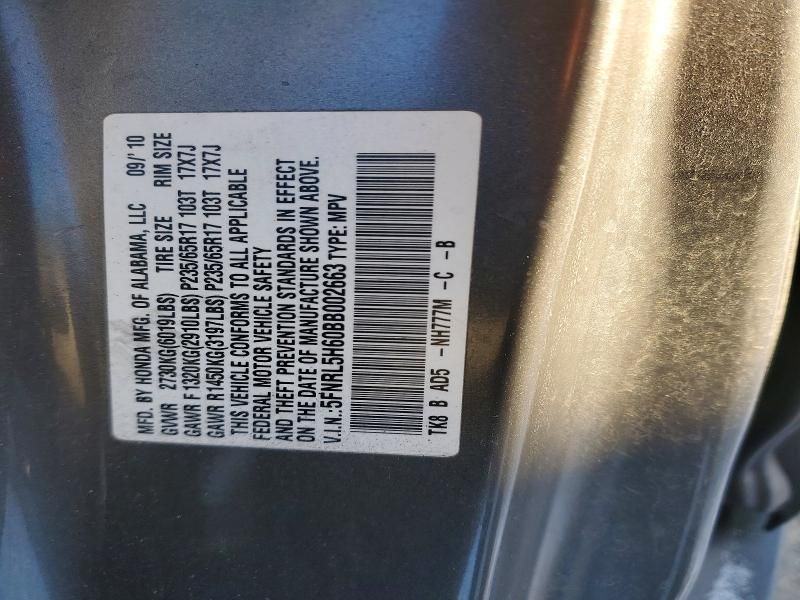 MFD. BY HONDA MFG. OF ALABAMA, LLC 09/'10
GVWR 2730KG(6019LBS) TIRE SIZE RIM SIZE
GAWR F 1320KG(2910LBS) P235/65R17 103T 17X7J
GAWR R 1450KG(3197LBS) P235/65R17 103T 17X7J
THIS VEHICLE CONFORMS TO ALL APPLICABLE
FEDERAL MOTOR VEHICLE SAFETY
AND THEFT PREVENTION STANDARDS IN EFFECT
ON THE DATE OF MANUFACTURE SHOWN ABOVE.
V.I.N.:5FNRL5H60BB002663 TYPE: MPV
TK8 B AD5 -NH777M -C -B